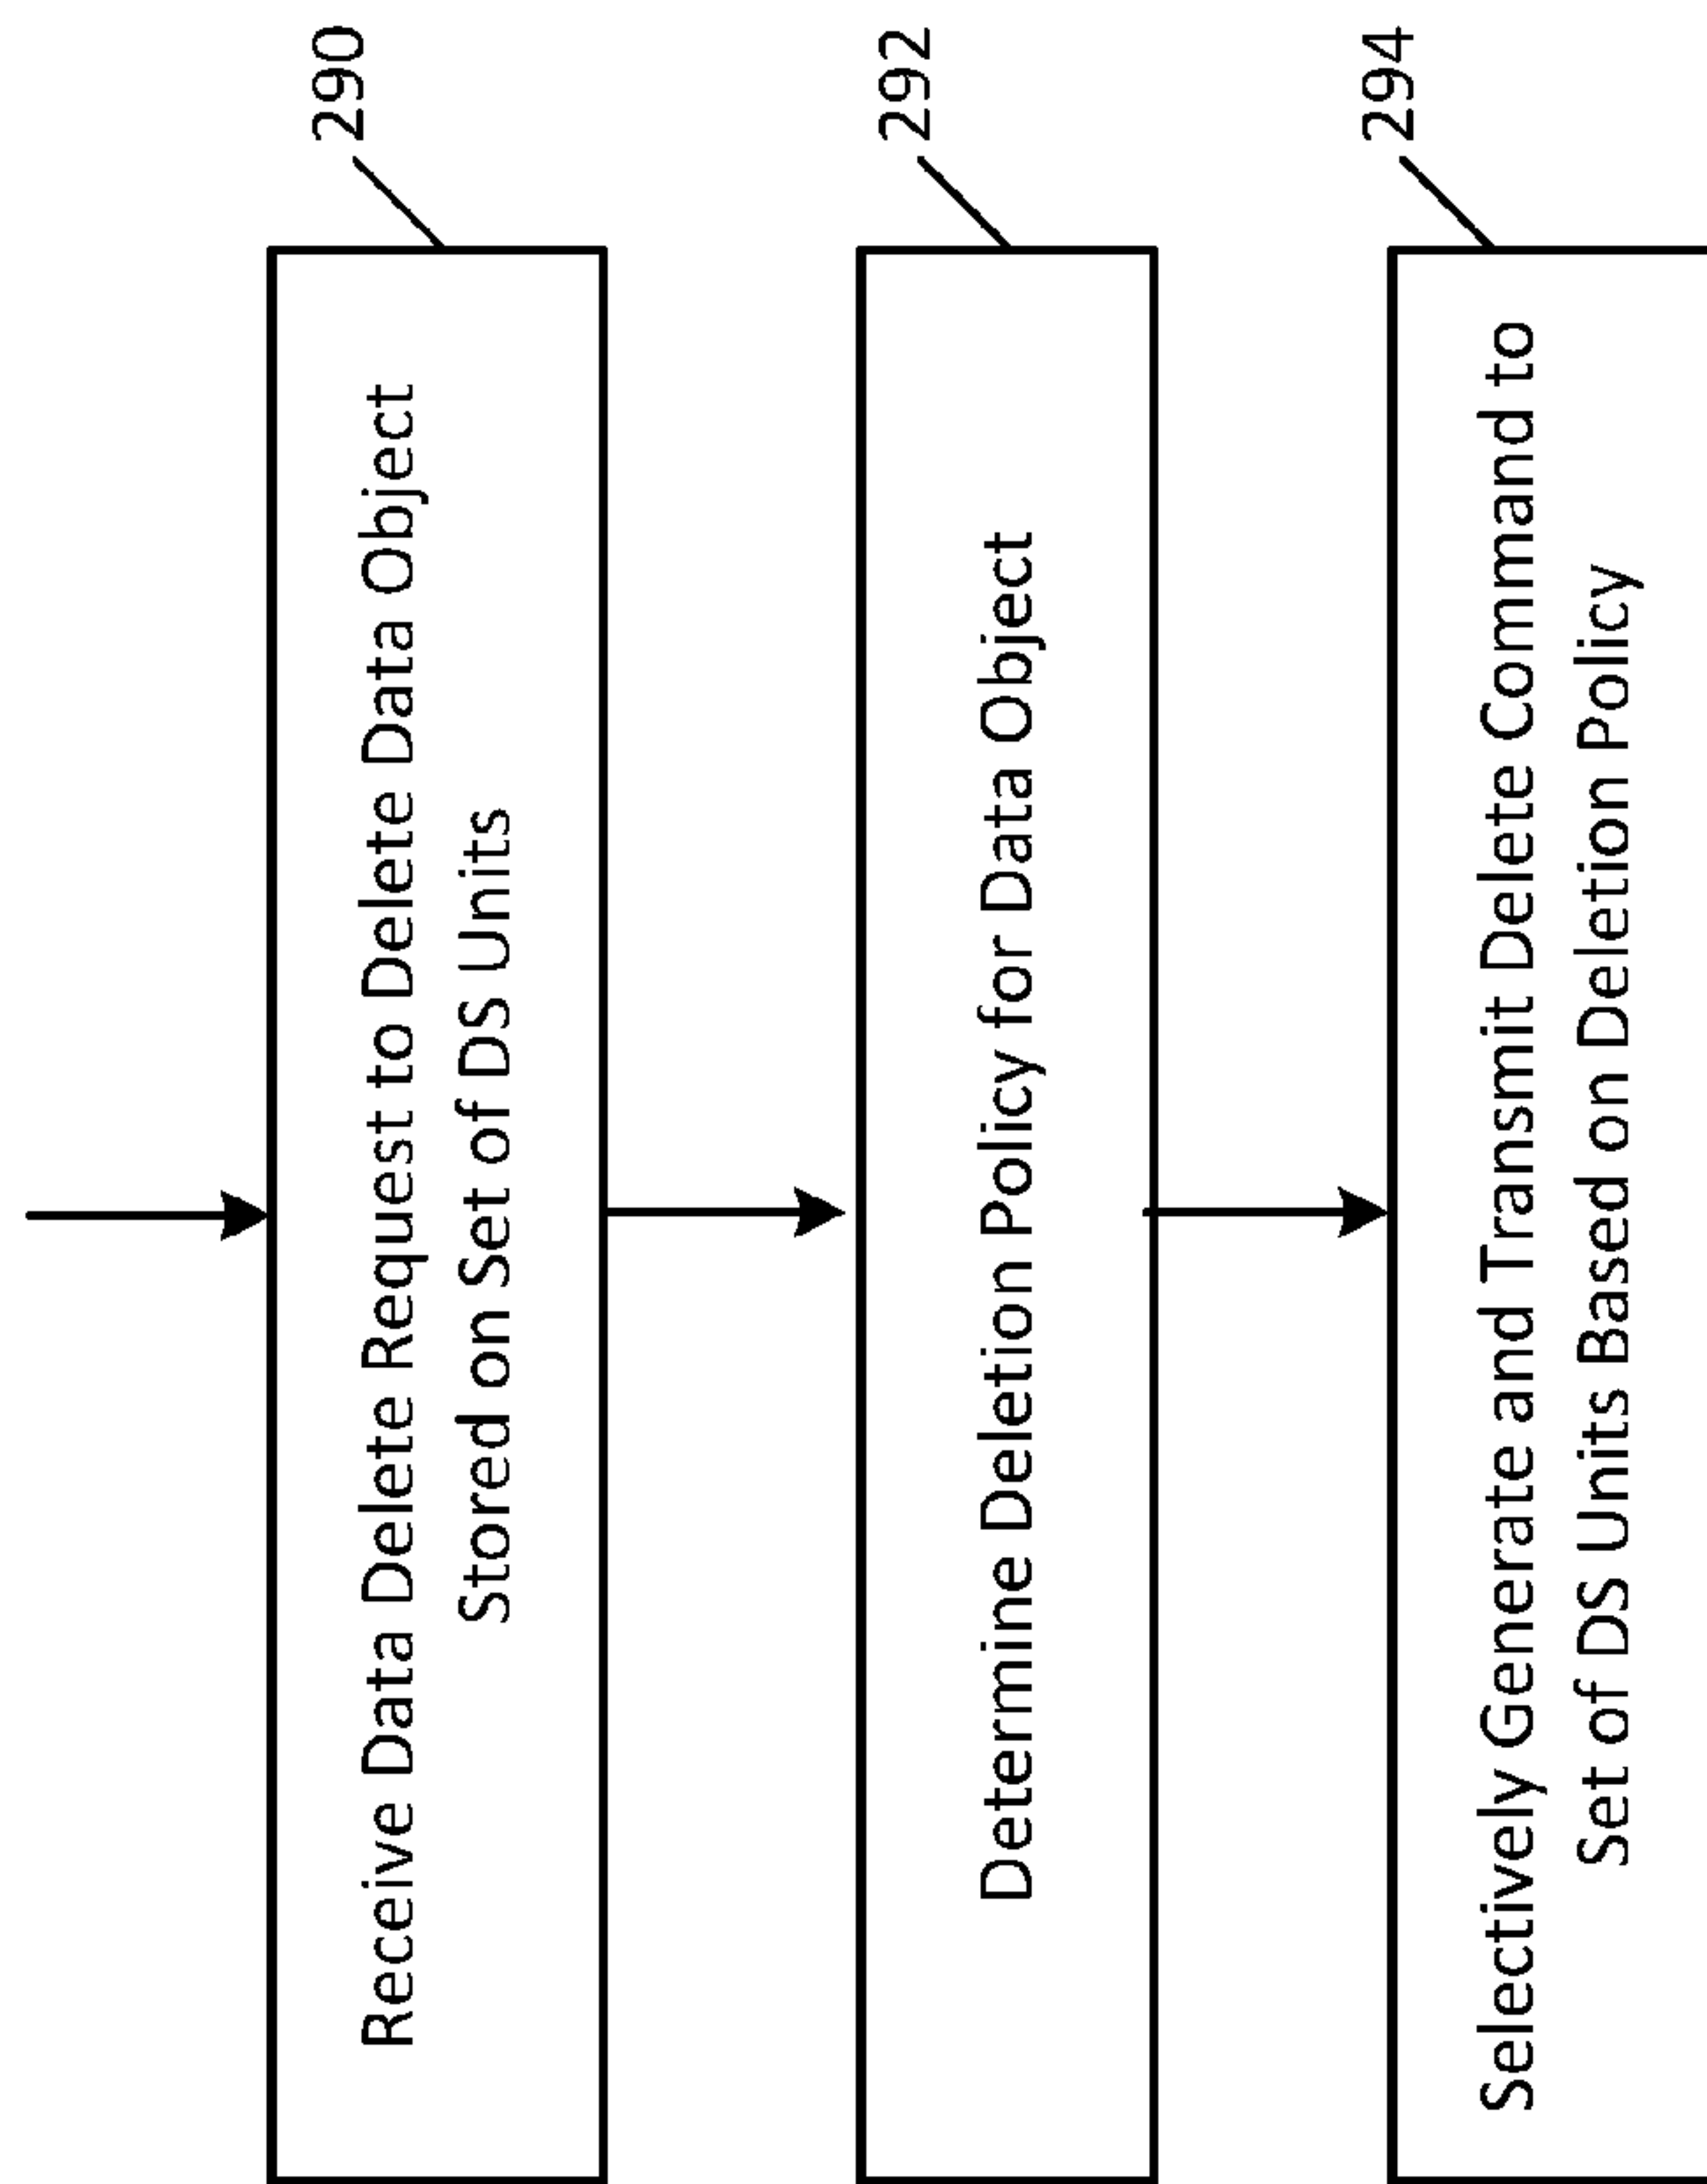 290
Receive Data Delete Request to Delete Data Object
Stored on Set of DS Units
292
Determine Deletion Policy for Data Object
294
Selectively Generate and Transmit Delete Command to
Set of DS Units Based on Deletion Policy